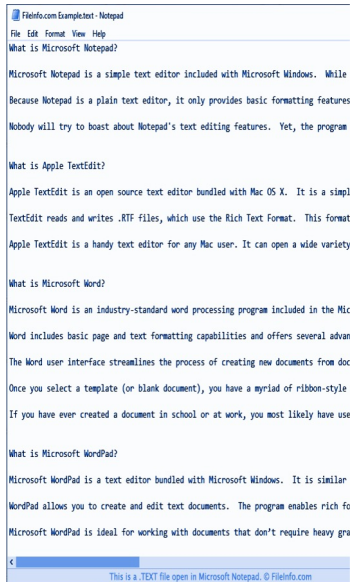 FileInfo.com Example.text - Notepad
File Edit Format View Help
What is Microsoft Notepad?
Microsoft Notepad is a simple text editor included with Microsoft Windows. While
Because Notepad is a plain text editor, it only provides basic formatting features
Nobody will try to boast about Notepad's text editing features. Yet, the program
What is Apple TextEdit?
Apple TextEdit is an open source text editor bundled with Mac OS X. It is a simpl
TextEdit reads and writes .RTF files, which use the Rich Text Format. This format
Apple TextEdit is a handy text editor for any Mac user. It can open a wide variety
What is Microsoft Word?
Microsoft Word is an industry-standard word processing program included in the Mic
Word includes basic page and text formatting capabilities and offers several advan
The Word user interface streamlines the process of creating new documents from doc
Once you select a template (or blank document), you have a myriad of ribbon-style
If you have ever created a document in school or at work, you most likely have use
What is Microsoft WordPad?
Microsoft WordPad is a text editor bundled with Microsoft Windows. It is similar
WordPad allows you to create and edit text documents. The program enables rich fo
Microsoft WordPad is ideal for working with documents that don't require heavy gra
This is a .TEXT file open in Microsoft Notepad. © FileInfo.com